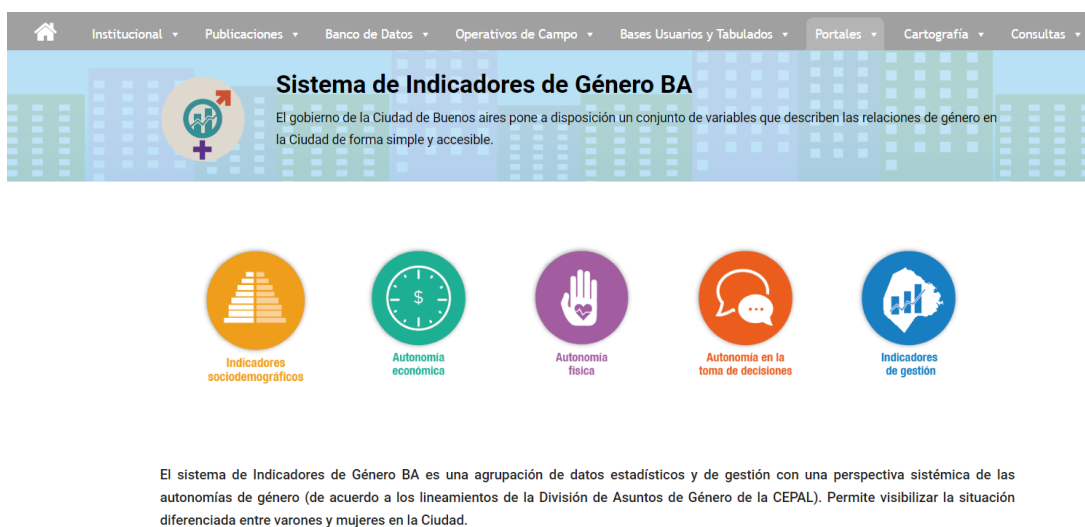 Institucional
Publicaciones
Banco de Datos
Operativos de Campo
Bases Usuarios y Tabulados
Portales
Cartografía
Consultas
Sistema de Indicadores de Género BA
El gobierno de la Ciudad de Buenos aires pone a disposición un conjunto de variables que describen las relaciones de género en
la Ciudad de forma simple y accesible.
$
Indicadores
sociodemográficos
Autonomía
económica
Autonomía
física
Autonomía en la
toma de decisiones
Indicadores
de gestión
El sistema de Indicadores de Género BA es una agrupación de datos estadísticos y de gestión con una perspectiva sistémica de las
autonomías de género (de acuerdo a los lineamientos de la División de Asuntos de Género de la CEPAL). Permite visibilizar la situación
diferenciada entre varones y mujeres en la Ciudad.